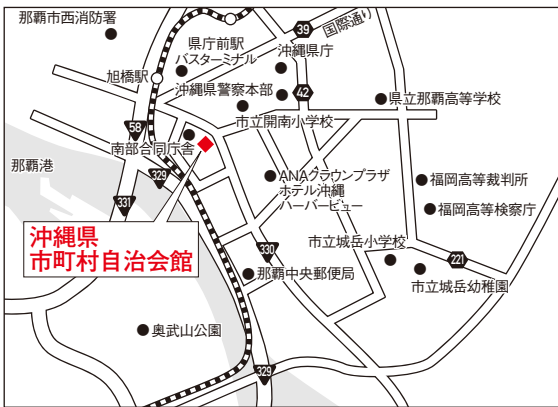 那覇市西消防署
39
国際通り
県庁前駅
バスターミナル
沖縄県庁
旭橋駅
沖縄県警察本部
42
県立那覇高等学校
市立開南小学校
58
南部合同庁舎
那覇港
329
ANAクラウンプラザ
ホテル沖縄
ハーバービュー
福岡高等裁判所
331
福岡高等検察庁
沖縄県
市町村自治会館
330
市立城岳小学校
221
那覇中央郵便局
市立城岳幼稚園
奥武山公園
329